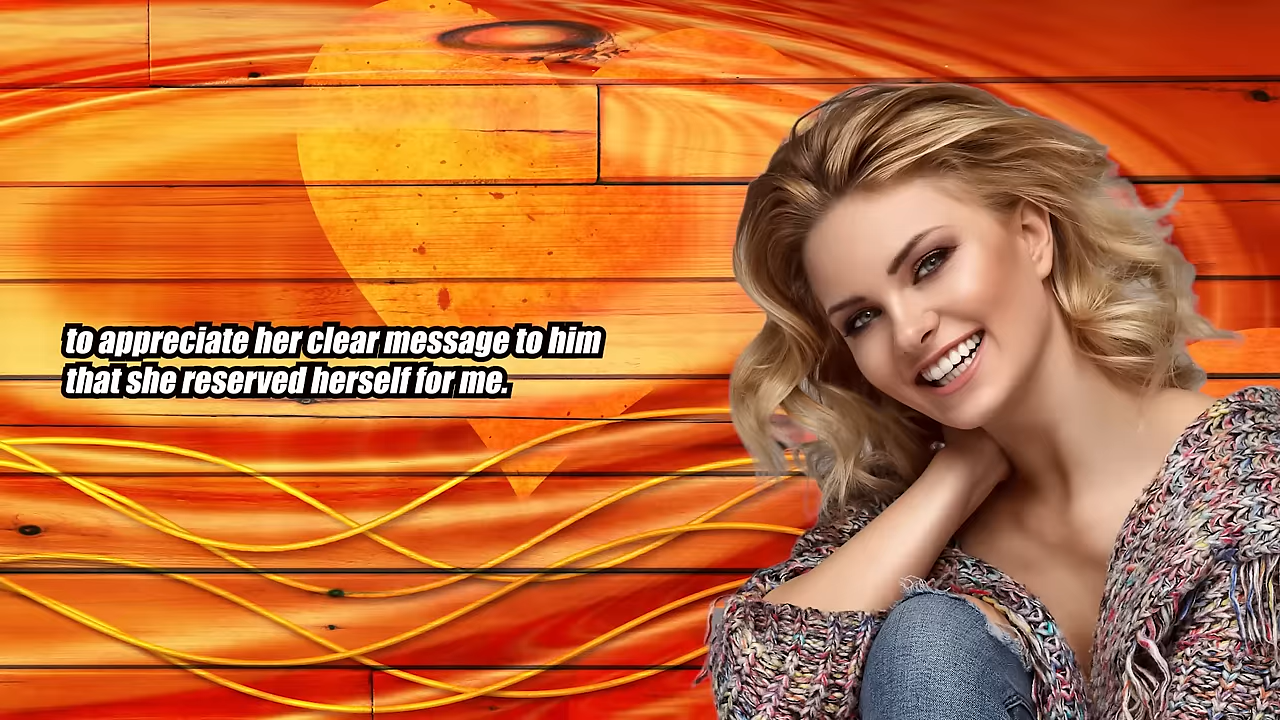 to appreciate her clear message to him
that she reserved herself for me.